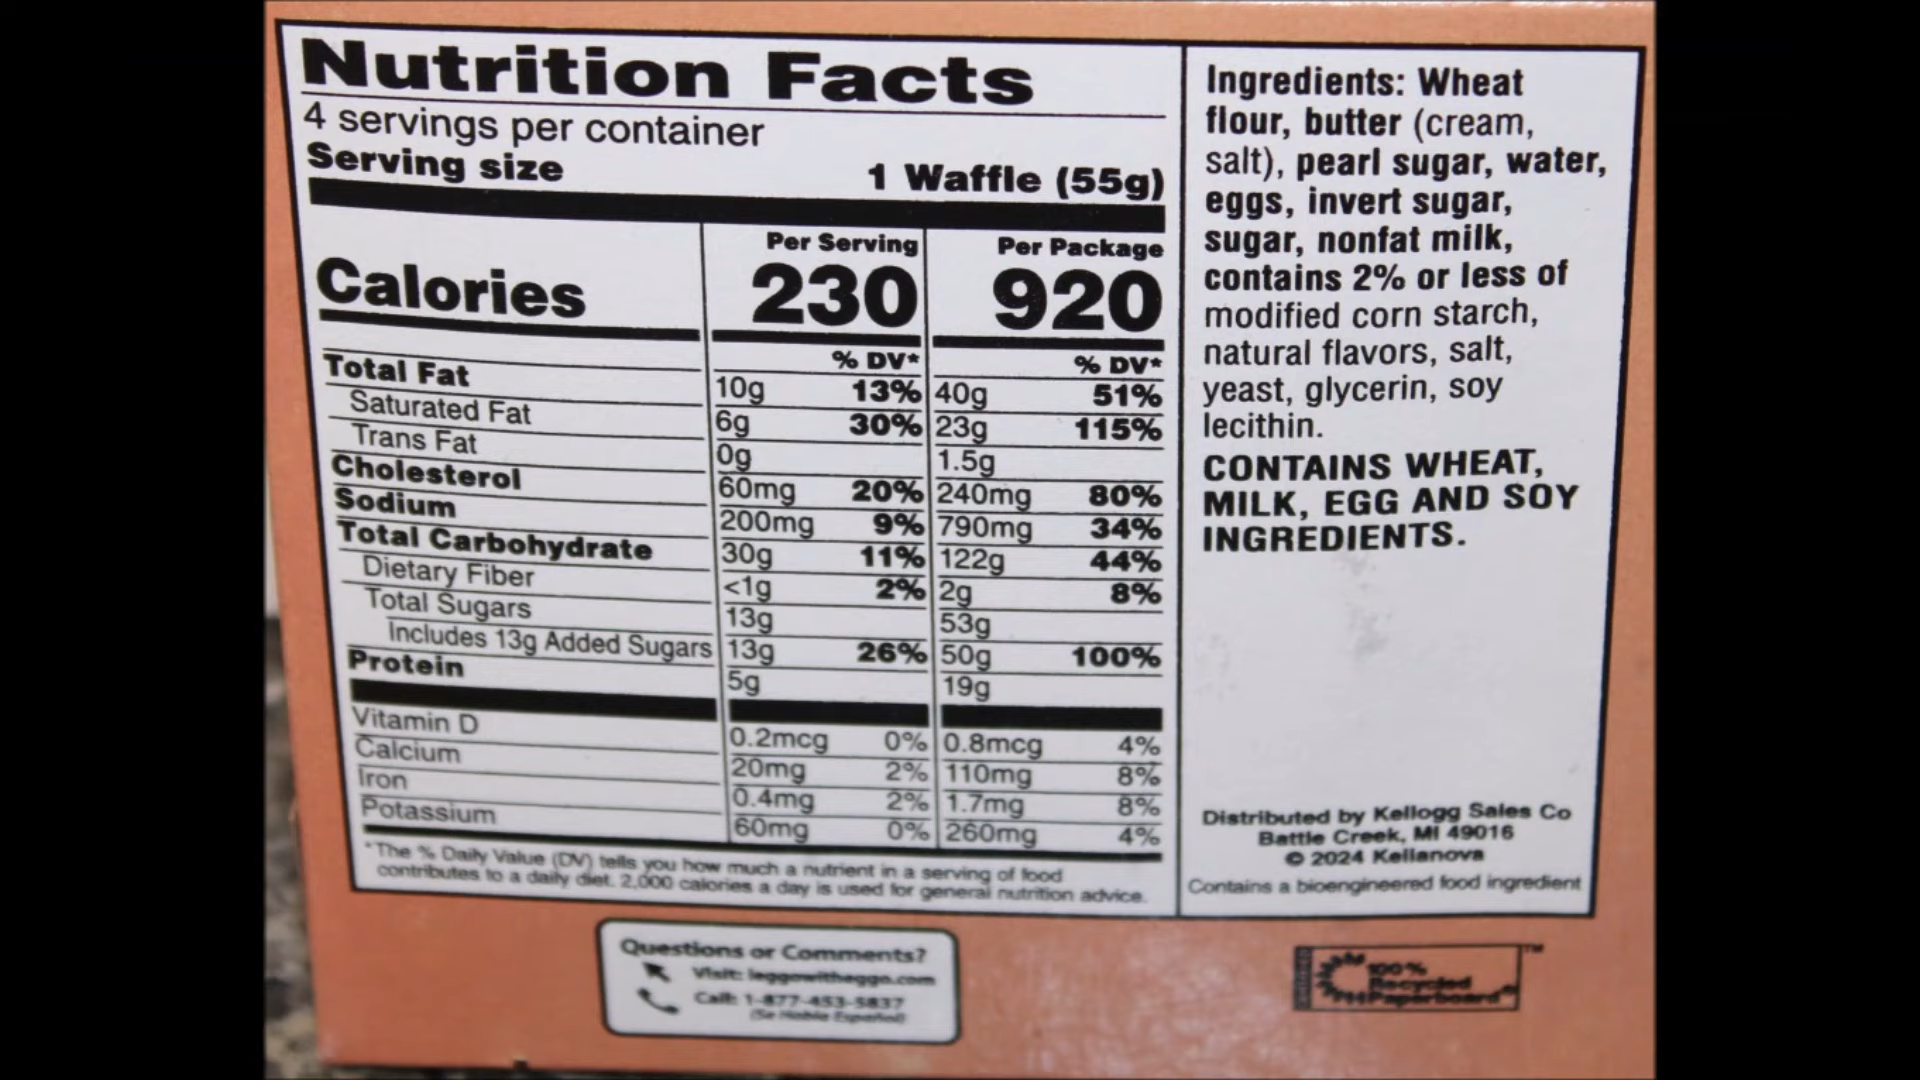 Nutrition Facts
4 servings per container
Serving size 1 Waffle (55g)
Per Serving Per Package
Calories 230 920
% DV* % DV*
Total Fat 10g 13% 40g 51%
Saturated Fat 6g 30% 23g 115%
Trans Fat 0g 1.5g
Cholesterol 60mg 20% 240mg 80%
Sodium 200mg 9% 790mg 34%
Total Carbohydrate 30g 11% 122g 44%
Dietary Fiber <1g 2% 2g 8%
Total Sugars 13g 53g
Includes 13g Added Sugars 13g 26% 50g 100%
Protein 5g 19g
Vitamin D 0.2mcg 0% 0.8mcg 4%
Calcium 20mg 2% 110mg 8%
Iron 0.4mg 2% 1.7mg 8%
Potassium 60mg 0% 260mg 4%
*The % Daily Value (DV) tells you how much a nutrient in a serving of food
contributes to a daily diet. 2,000 calories a day is used for general nutrition advice.
Ingredients: Wheat
flour, butter (cream,
salt), pearl sugar, water,
eggs, invert sugar,
sugar, nonfat milk,
contains 2% or less of
modified corn starch,
natural flavors, salt,
yeast, glycerin, soy
lecithin.
CONTAINS WHEAT,
MILK, EGG AND SOY
INGREDIENTS.
Distributed by Kellogg Sales Co
Battle Creek, MI 49016
© 2024 Kellanova
Contains a bioengineered food ingredient
Questions or Comments?
Visit: leggowitheggo.com
Call: 1-877-453-5837
(Se Habla Español)
100%
Recycled
Paperboard
TM